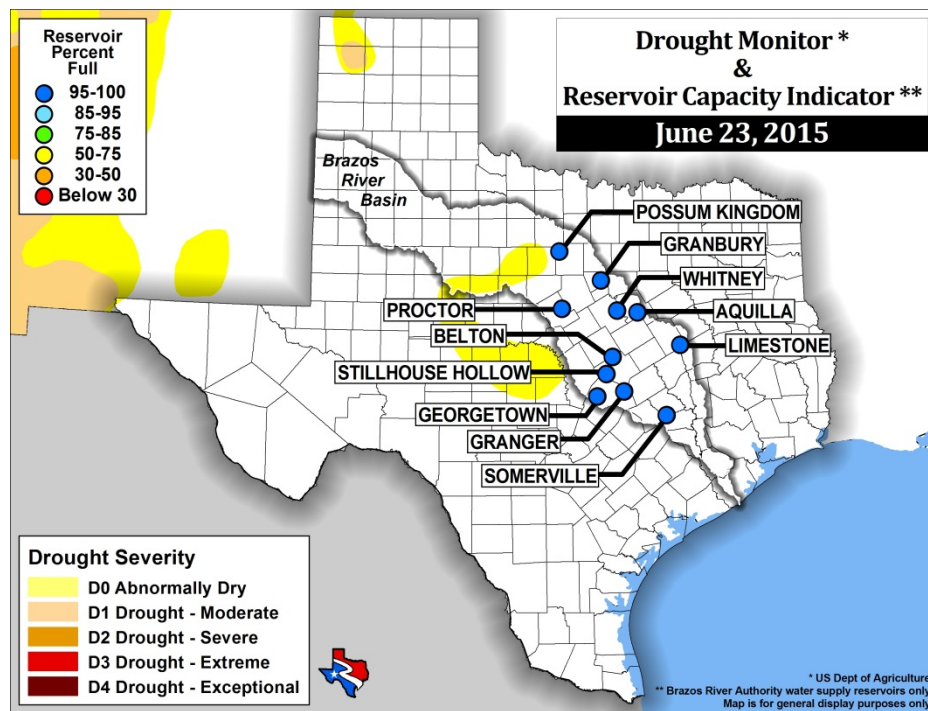 Reservoir
Percent
Full
95-100
85-95
75-85
50-75
30-50
Below 30
Drought Monitor *
&
Reservoir Capacity Indicator **
June 23, 2015
Brazos
River
Basin
POSSUM KINGDOM
GRANBURY
WHITNEY
PROCTOR
AQUILLA
BELTON
LIMESTONE
STILLHOUSE HOLLOW
GEORGETOWN
GRANGER
SOMERVILLE
Drought Severity
D0 Abnormally Dry
D1 Drought - Moderate
D2 Drought - Severe
D3 Drought - Extreme
D4 Drought - Exceptional
* US Dept of Agriculture
** Brazos River Authority water supply reservoirs only
Map is for general display purposes only